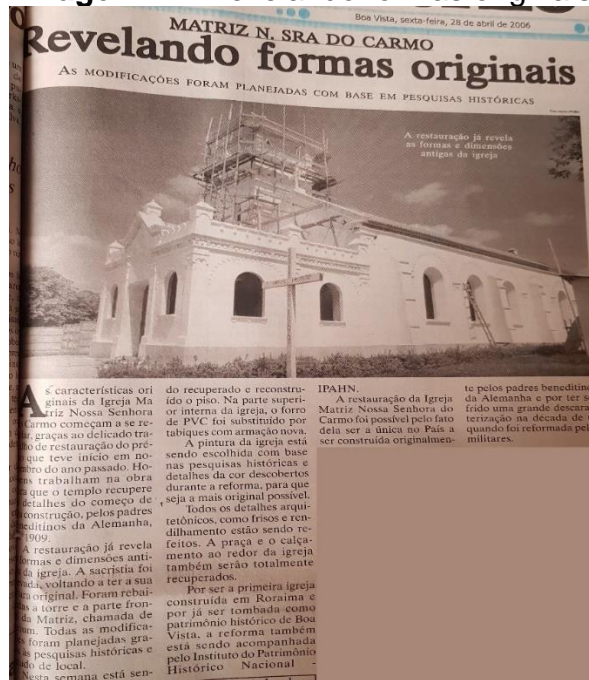 Boa Vista, sexta-feira, 28 de abril de 2006
MATRIZ N. SRA DO CARMO
Revelando formas originais
AS MODIFICAÇÕES FORAM PLANEJADAS COM BASE EM PESQUISAS HISTÓRICAS
A restauração já revela
as formas e dimensões
antigas da igreja
As características ori
ginais da Igreja Ma
triz Nossa Senhora
Carmo começam a se re-
graças ao delicado tra-
de restauração do pré-
que teve início em no-
do ano passado. Ho-
trabalham na obra
que o templo recupere
detalhes do começo de
construção, pelos padres
beneditinos da Alemanha,
1909.
A restauração já revela
formas e dimensões anti-
da igreja. A sacristia foi
voltando a ter a sua
original. Foram rebai-
a torre e a parte fron-
da Matriz, chamada de
Todas as modifica-
foram planejadas gra-
pesquisas históricas e
de local.
Nesta semana está sen-
do recuperado e reconstru-
ído o piso. Na parte superi-
or interna da igreja, o forro
de PVC foi substituído por
tabiques com armação nova.
A pintura da igreja está
sendo escolhida com base
nas pesquisas históricas e
detalhes da cor descobertos
durante a reforma, para que
seja a mais original possível.
Todos os detalhes arqui-
tetônicos, como frisos e ren-
dilhamento estão sendo re-
feitos. A praça e o calça-
mento ao redor da igreja
também serão totalmente
recuperados.
Por ser a primeira igreja
construída em Roraima e
por já ser tombada como
patrimônio histórico de Boa
Vista, a reforma também
está sendo acompanhada
pelo Instituto do Patrimônio
Histórico Nacional -
IPAHN.
A restauração da Igreja
Matriz Nossa Senhora do
Carmo foi possível pelo fato
dela ser a única no País a
ser construída originalmen-
te pelos padres beneditinos
da Alemanha e por ter so-
frido uma grande descarac-
terização na década de
quando foi reformada pelos
militares.